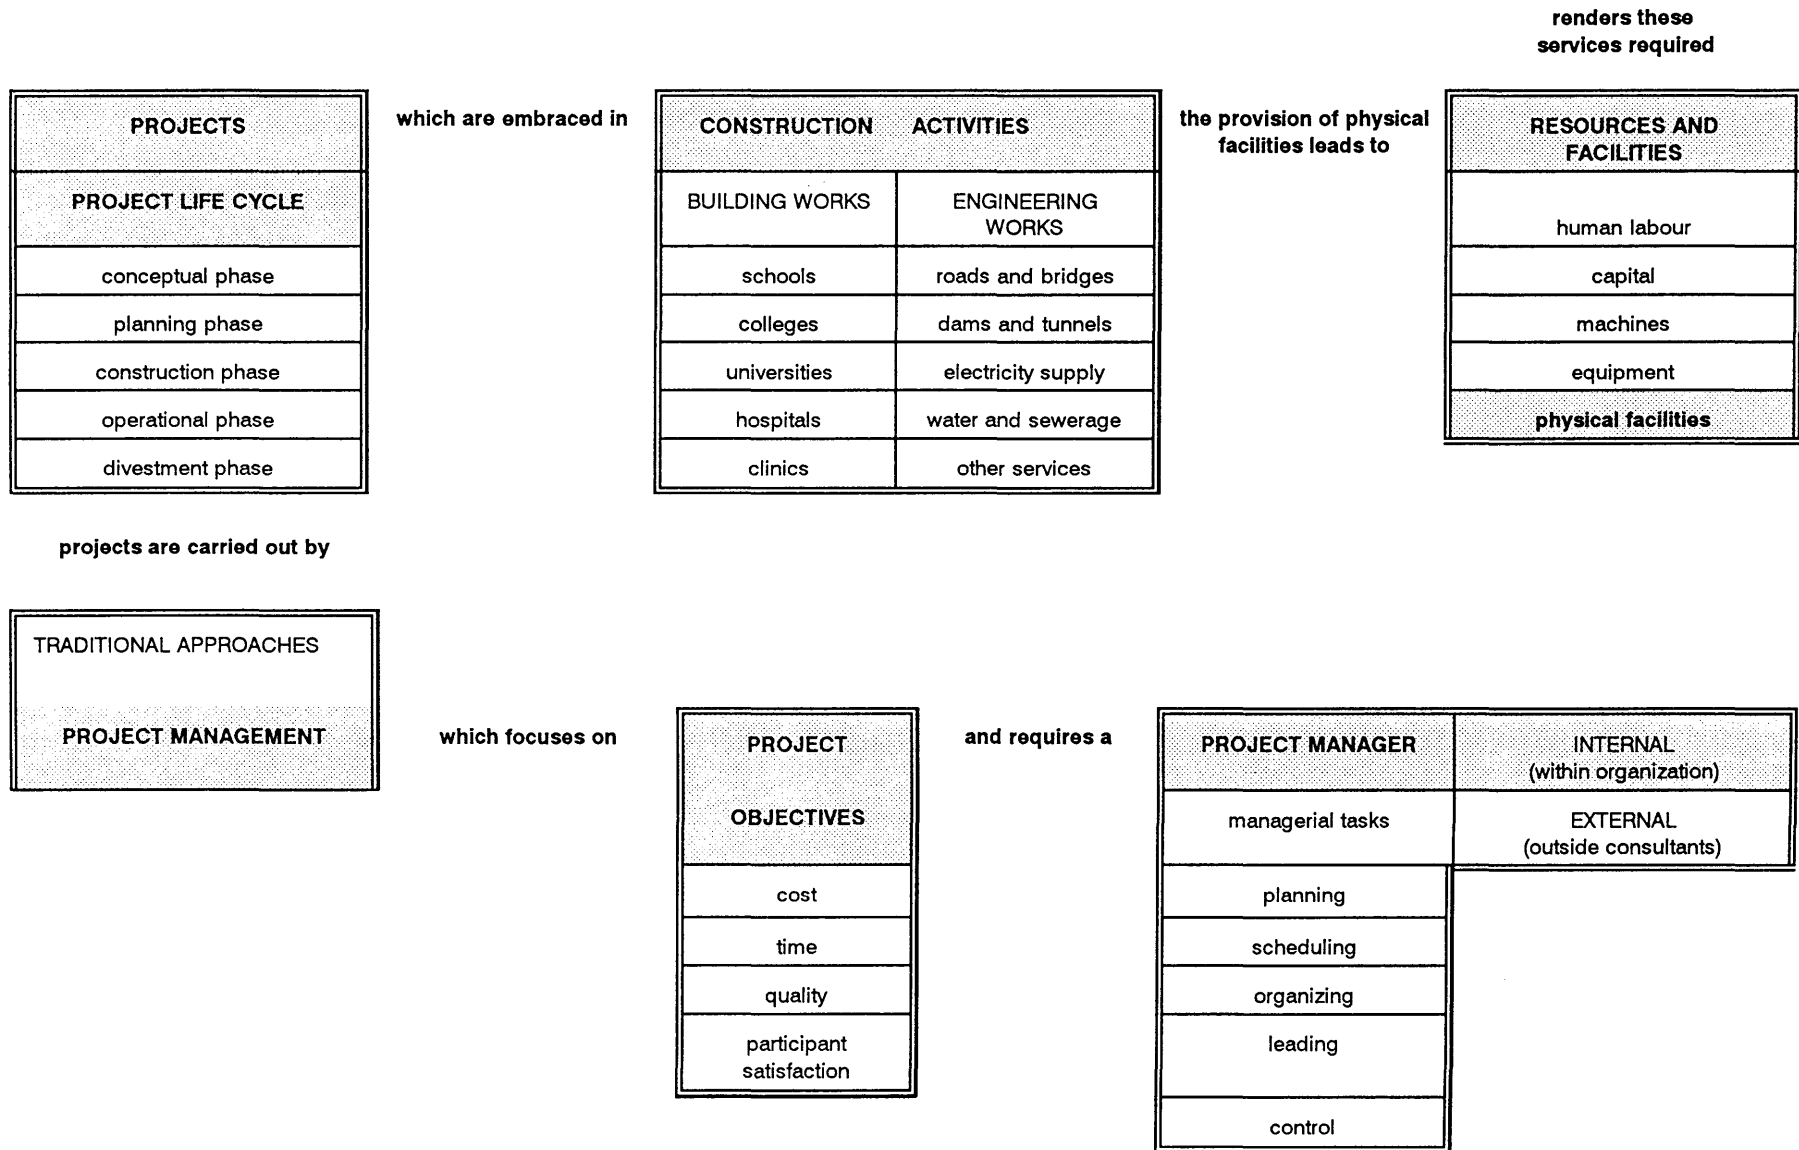 renders these
services required
PROJECTS
which are embraced in
CONSTRUCTION ACTIVITIES
the provision of physical
facilities leads to
RESOURCES AND
FACILITIES
PROJECT LIFE CYCLE
BUILDING WORKS
ENGINEERING
WORKS
human labour
conceptual phase
schools
roads and bridges
capital
planning phase
colleges
dams and tunnels
machines
construction phase
universities
electricity supply
equipment
operational phase
hospitals
water and sewerage
physical facilities
divestment phase
clinics
other services
projects are carried out by
TRADITIONAL APPROACHES
PROJECT MANAGEMENT
which focuses on
PROJECT
OBJECTIVES
cost
time
quality
participant
satisfaction
and requires a
PROJECT MANAGER
INTERNAL
(within organization)
managerial tasks
EXTERNAL
(outside consultants)
planning
scheduling
organizing
leading
control